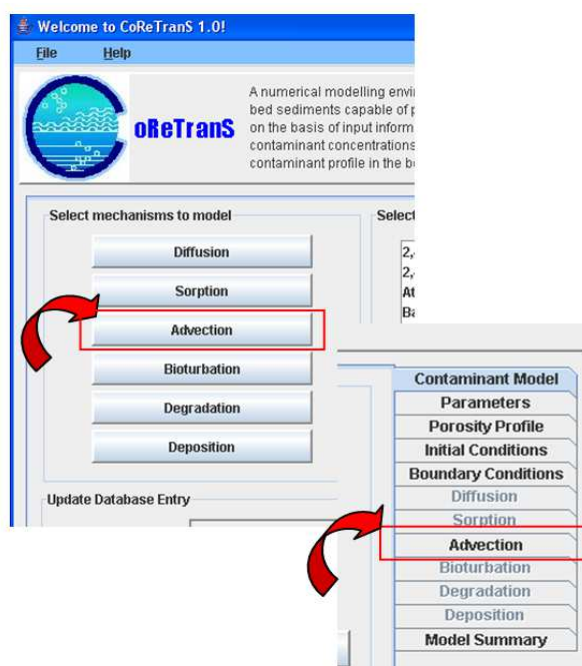 Welcome to CoReTranS 1.0!
File Help
oReTranS
A numerical modelling
bed sediments capable of
on the basis of input
contaminant concentrations
contaminant profile in the
Select mechanisms to model
Diffusion
Sorption
Advection
Bioturbation
Degradation
Deposition
Update Database Entry
Select
2,
2,
At
Ba
Contaminant Model
Parameters
Porosity Profile
Initial Conditions
Boundary Conditions
Diffusion
Sorption
Advection
Bioturbation
Degradation
Deposition
Model Summary